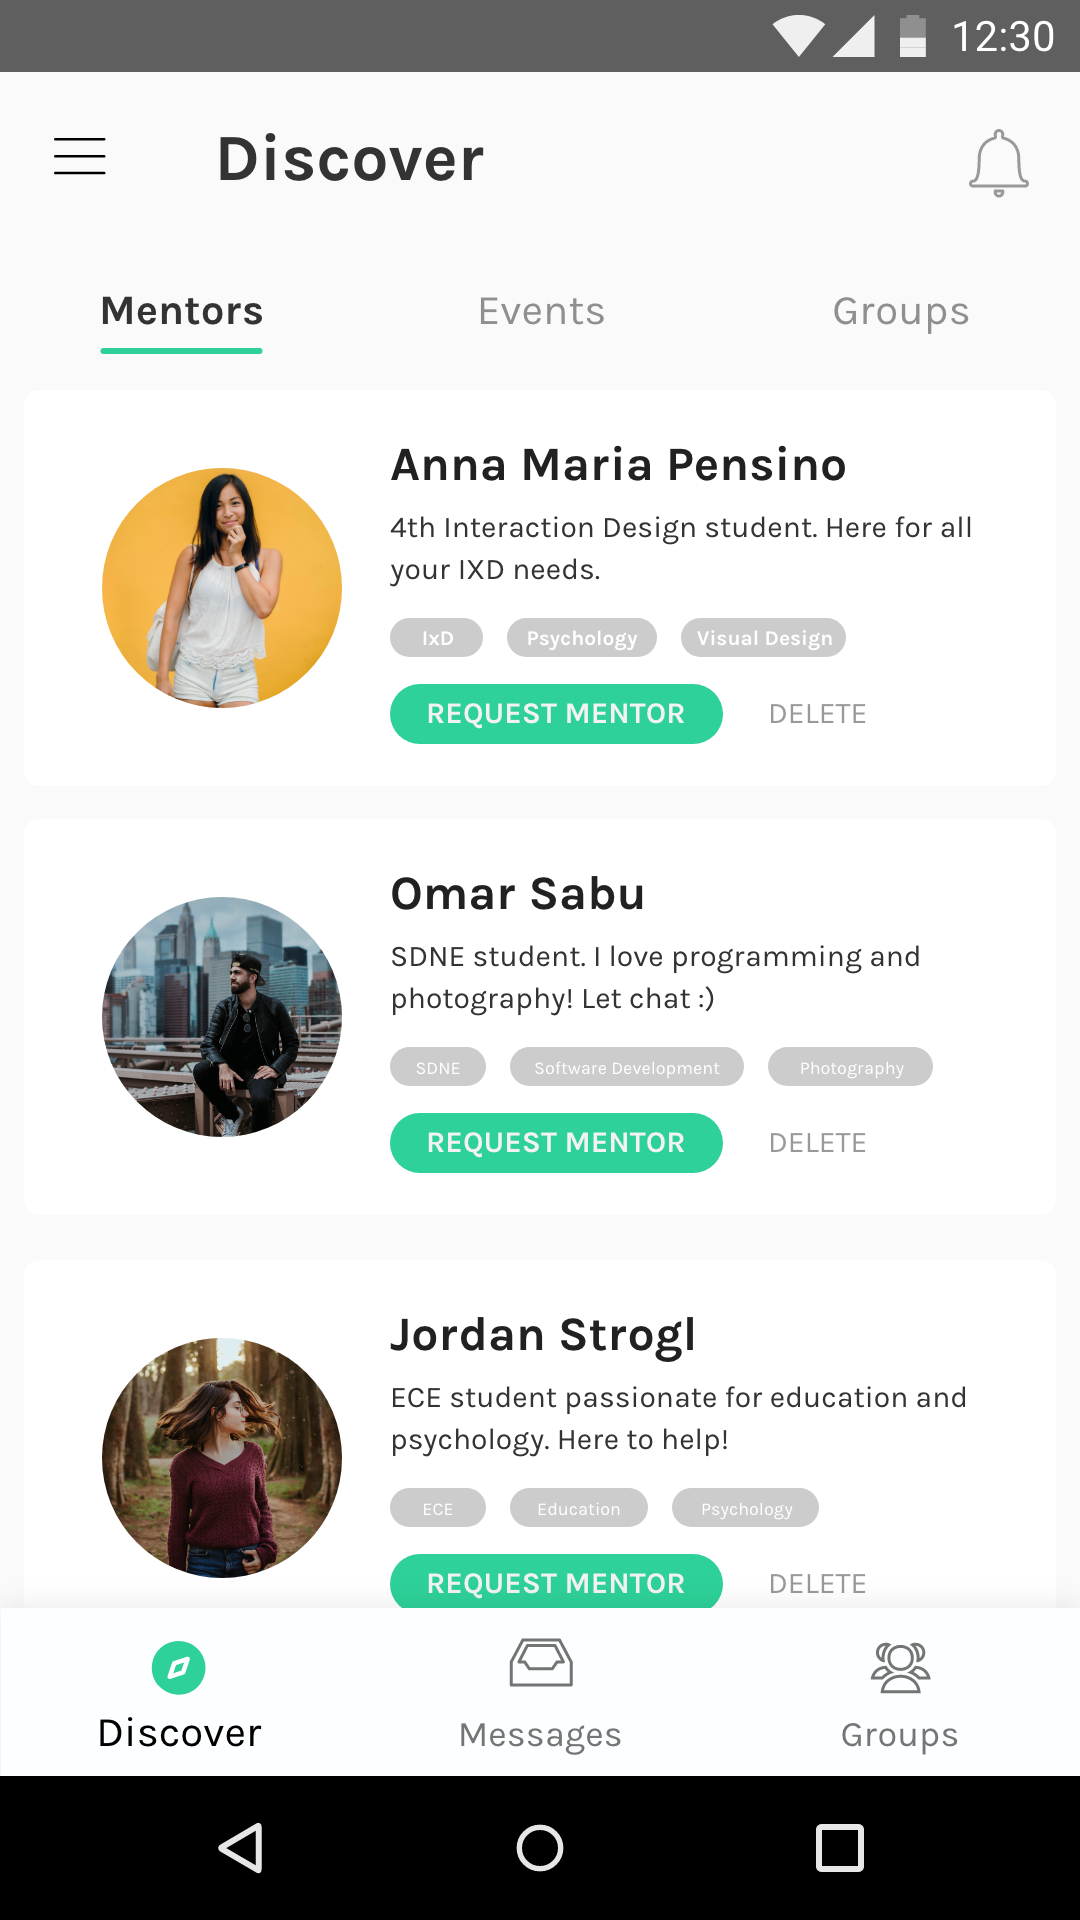 12:30
Discover
Mentors Events Groups
Anna Maria Pensino
4th Interaction Design student. Here for all
your IXD needs.
IxD Psychology Visual Design
REQUEST MENTOR DELETE
Omar Sabu
SDNE student. I love programming and
photography! Let chat :)
SDNE Software Development Photography
REQUEST MENTOR DELETE
Jordan Strogl
ECE student passionate for education and
psychology. Here to help!
ECE Education Psychology
REQUEST MENTOR DELETE
Discover Messages Groups